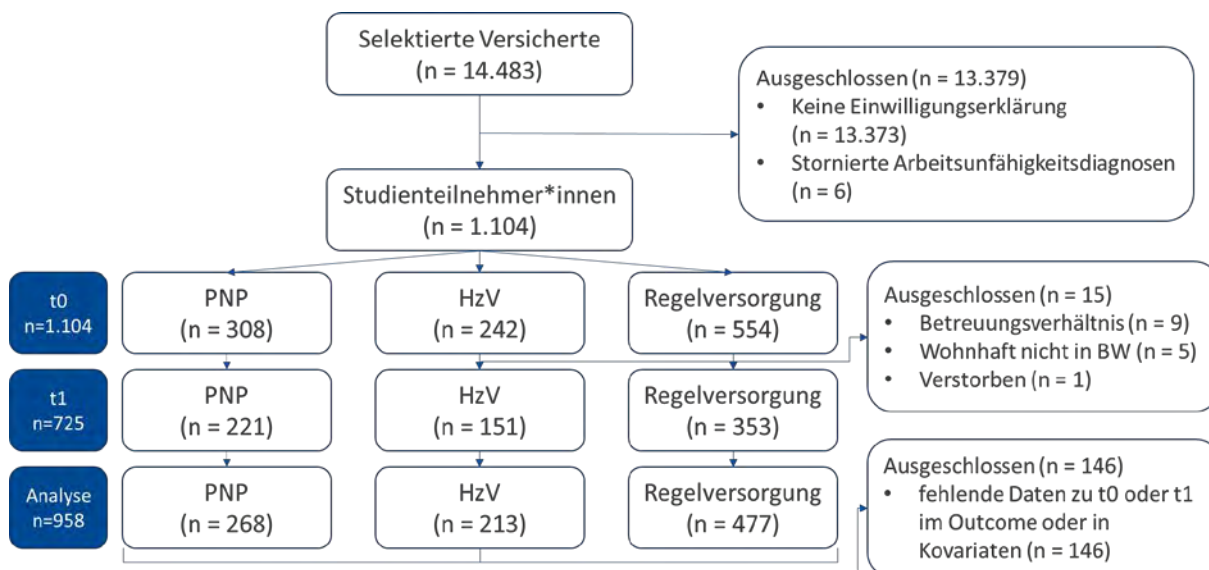 Selektierte Versicherte
(n = 14.483)
Ausgeschlossen (n = 13.379)
• Keine Einwilligungserklärung
(n = 13.373)
• Stornierte Arbeitsunfähigkeitsdiagnosen
(n = 6)
Studienteilnehmer*innen
(n = 1.104)
t0
n=1.104
PNP
(n = 308)
HzV
(n = 242)
Regelversorgung
(n = 554)
Ausgeschlossen (n = 15)
• Betreuungsverhältnis (n = 9)
• Wohnhaft nicht in BW (n = 5)
• Verstorben (n = 1)
t1
n=725
PNP
(n = 221)
HzV
(n = 151)
Regelversorgung
(n = 353)
Analyse
n=958
PNP
(n = 268)
HzV
(n = 213)
Regelversorgung
(n = 477)
Ausgeschlossen (n = 146)
• fehlende Daten zu t0 oder t1
im Outcome oder in
Kovariaten (n = 146)